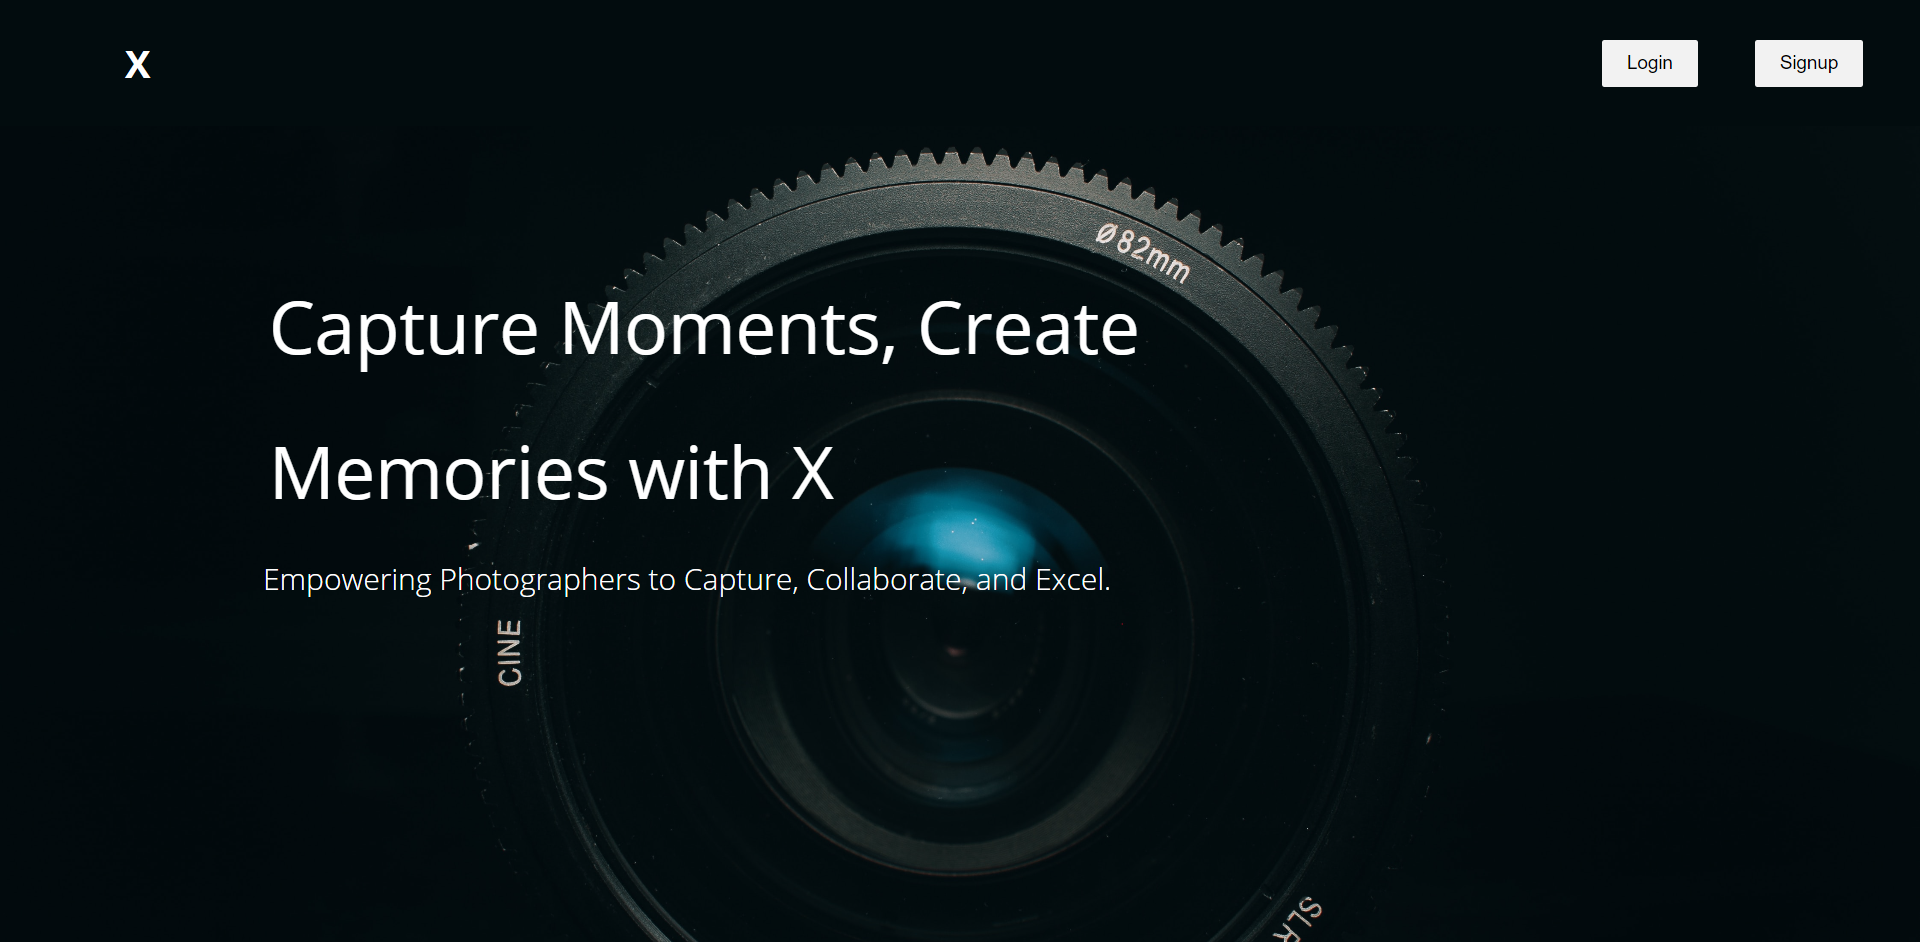 X
Login
Signup
Ø82mm
Capture Moments, Create
Memories with X
Empowering Photographers to Capture, Collaborate, and Excel.
CINE
SLR